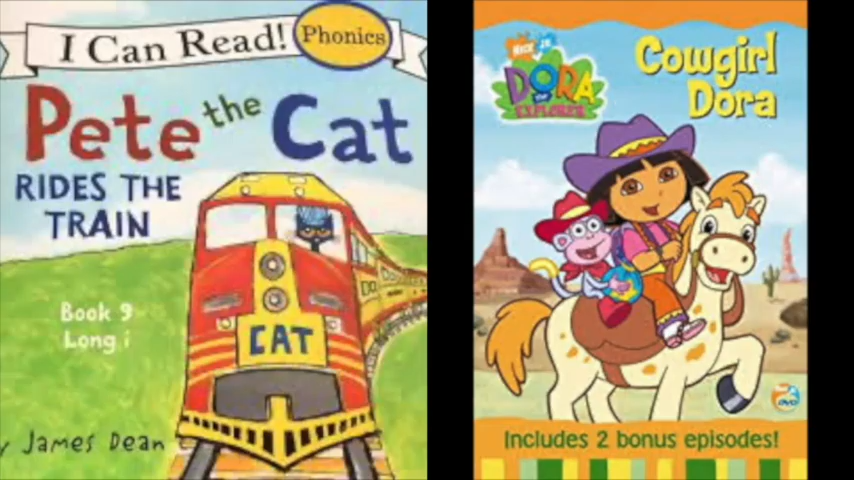 I Can Read!
Phonics
Pete the Cat
RIDES THE
TRAIN
Book 9
Long i
CAT
y James Dean
NICK JR.
DORA
THE
EXPLORER
Cowgirl
Dora
DVD
Includes 2 bonus episodes!